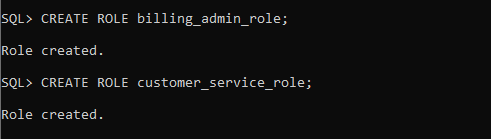 SQL> CREATE ROLE billing_admin_role;
Role created.
SQL> CREATE ROLE customer_service_role;
Role created.